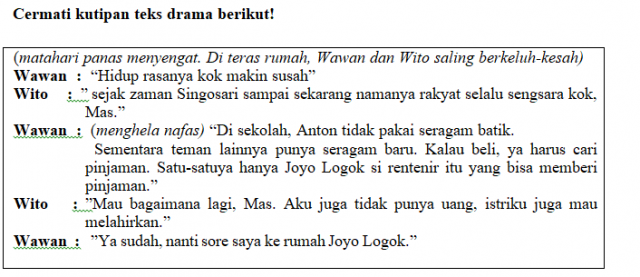 Cermati kutipan teks drama berikut!
(matahari panas menyengat. Di teras rumah, Wawan dan Wito saling berkeluh-kesah)
Wawan : “Hidup rasanya kok makin susah”
Wito : ” sejak zaman Singosari sampai sekarang namanya rakyat selalu sengsara kok,
Mas.”
Wawan : (menghela nafas) “Di sekolah, Anton tidak pakai seragam batik.
Sementara teman lainnya punya seragam baru. Kalau beli, ya harus cari
pinjaman. Satu-satuya hanya Joyo Logok si rentenir itu yang bisa memberi
pinjaman.”
Wito : ”Mau bagaimana lagi, Mas. Aku juga tidak punya uang, istriku juga mau
melahirkan.”
Wawan : ”Ya sudah, nanti sore saya ke rumah Joyo Logok.”